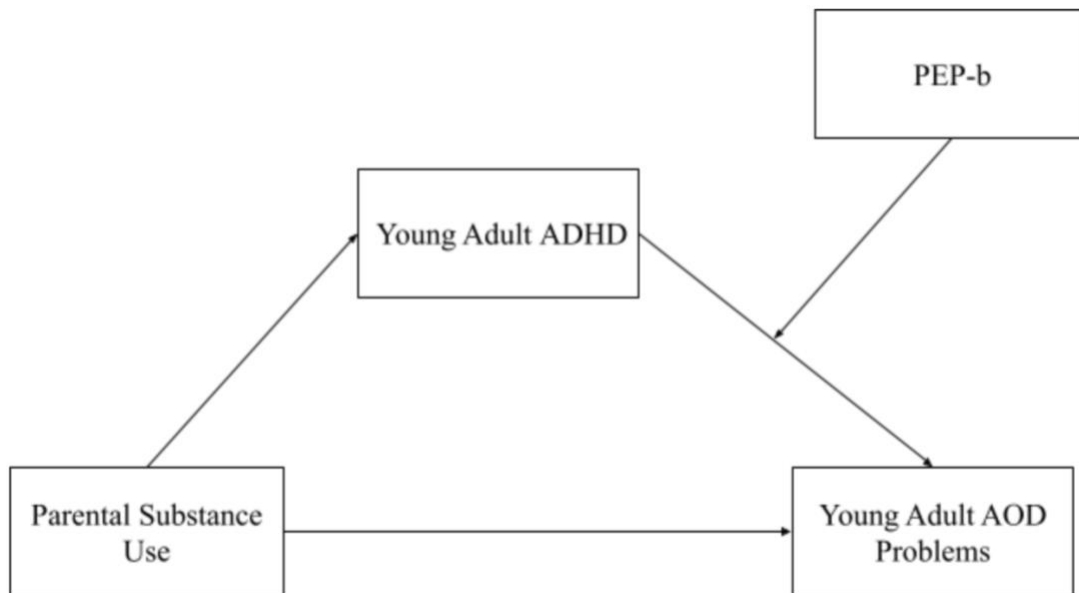 PEP-b
Young Adult ADHD
Parental Substance
Use
Young Adult AOD
Problems